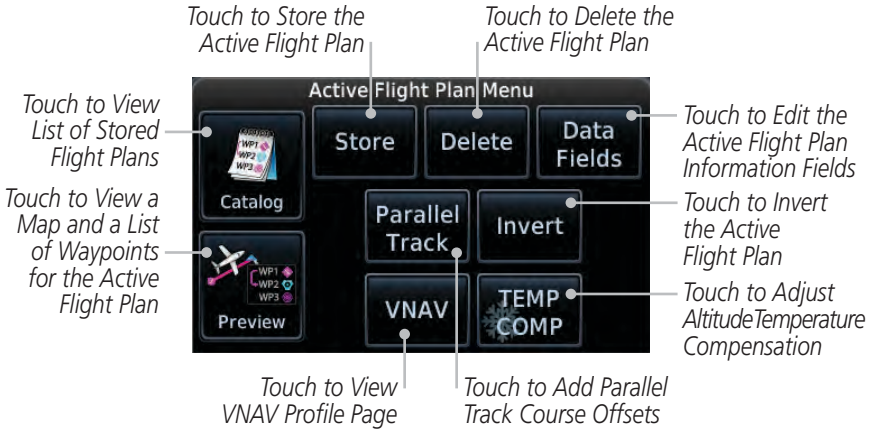 Touch to Store the
Active Flight Plan
Touch to Delete the
Active Flight Plan
Touch to View
List of Stored
Flight Plans
Touch to View a
Map and a List
of Waypoints
for the Active
Flight Plan
Active Flight Plan Menu
Store
Delete
Data
Fields
WP1
WP2
WP3
Catalog
Parallel
Track
Invert
WP1
WP2
WP3
Preview
VNAV
TEMP
COMP
Touch to Edit the
Active Flight Plan
Information Fields
Touch to Invert
the Active
Flight Plan
Touch to Adjust
AltitudeTemperature
Compensation
Touch to View
VNAV Profile Page
Touch to Add Parallel
Track Course Offsets